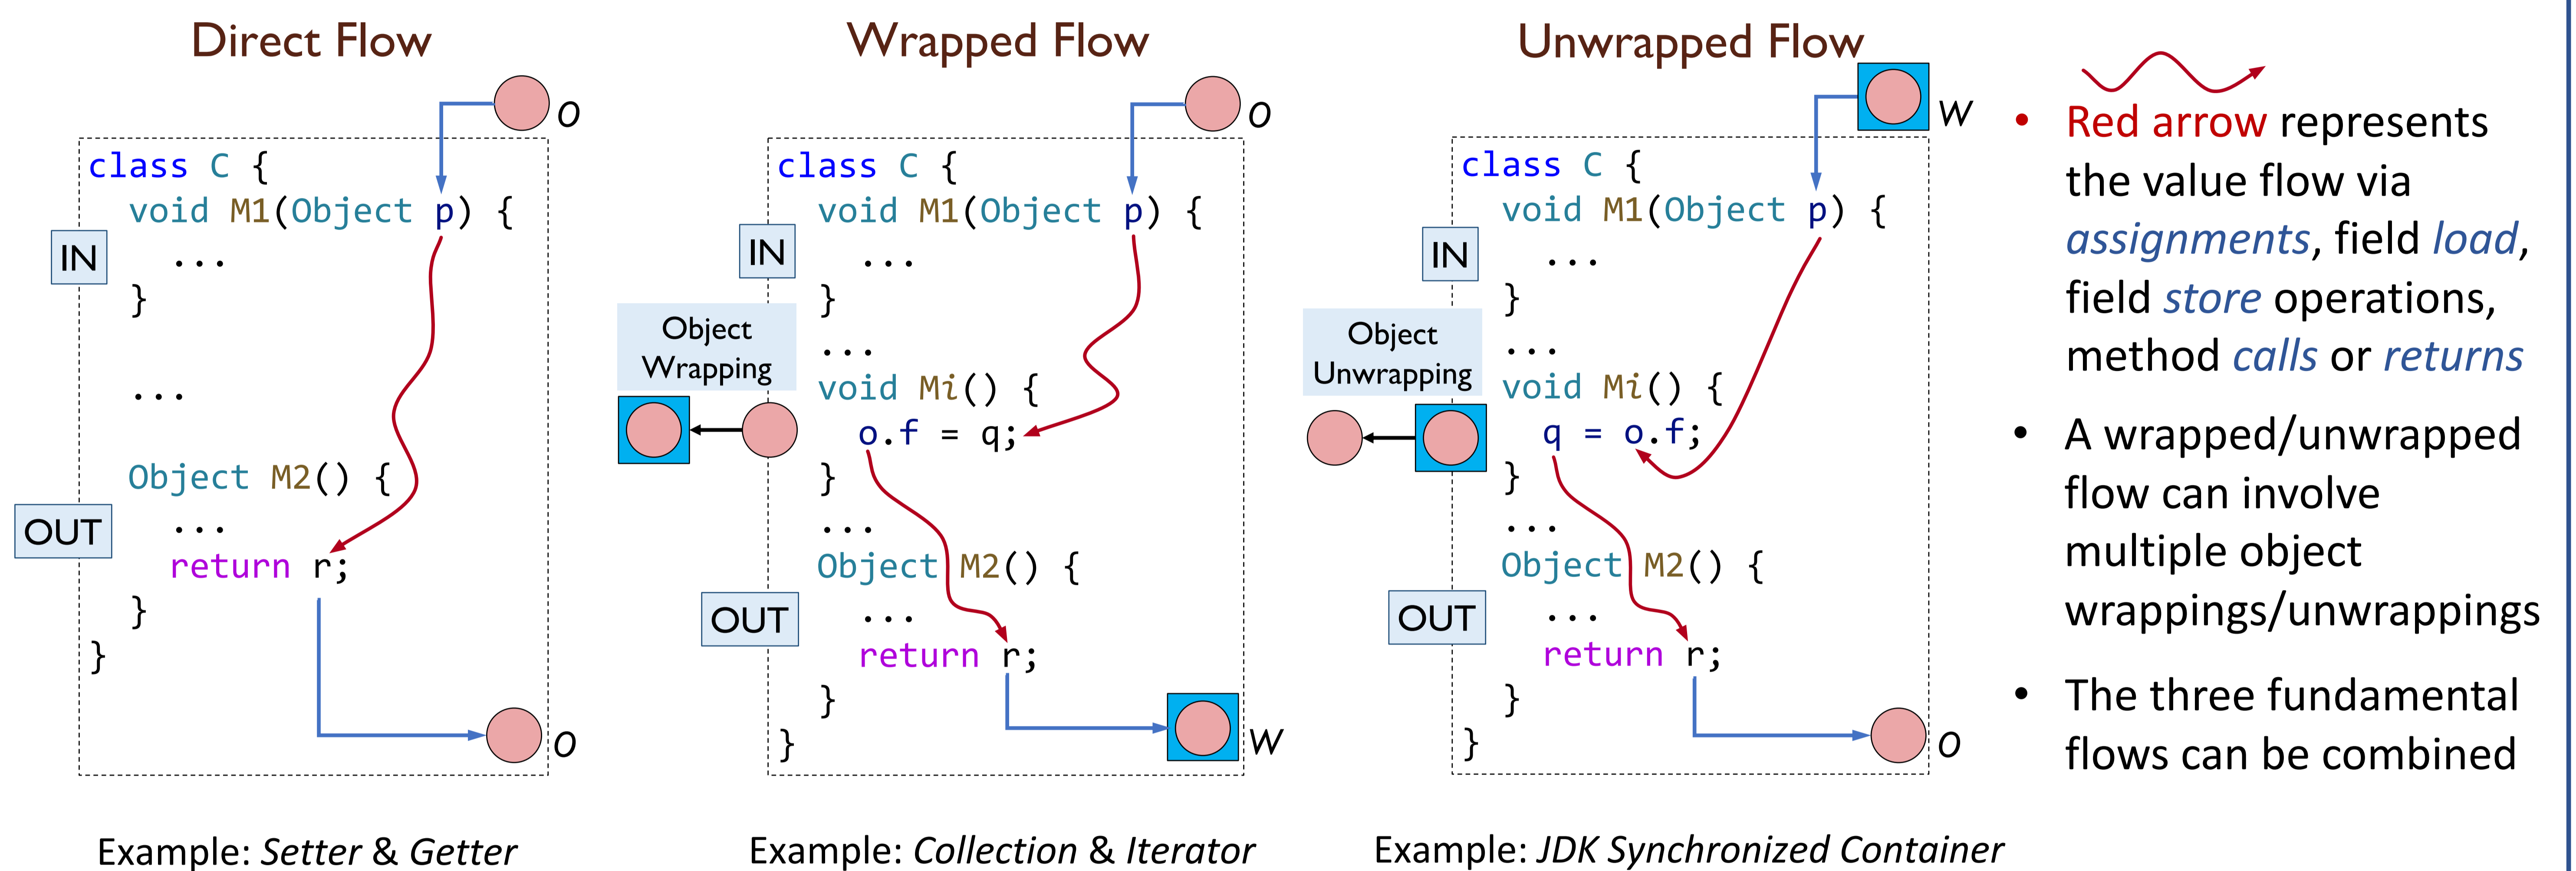 Direct Flow
O
class C {
void M1(Object p) {
IN
...
}
...
Object M2() {
OUT
...
return r;
}
}
O
Example: Setter & Getter
Wrapped Flow
O
class C {
void M1(Object p) {
IN
...
}
Object
Wrapping
...
void Mi() {
o.f = q;
}
...
Object M2() {
OUT
...
return r;
}
}
W
Example: Collection & Iterator
Unwrapped Flow
W
class C {
void M1(Object p) {
IN
...
}
Object
Unwrapping
...
void Mi() {
q = o.f;
}
...
Object M2() {
OUT
...
return r;
}
}
O
Example: JDK Synchronized Container
• Red arrow represents
the value flow via
assignments, field load,
field store operations,
method calls or returns
• A wrapped/unwrapped
flow can involve
multiple object
wrappings/unwrappings
• The three fundamental
flows can be combined